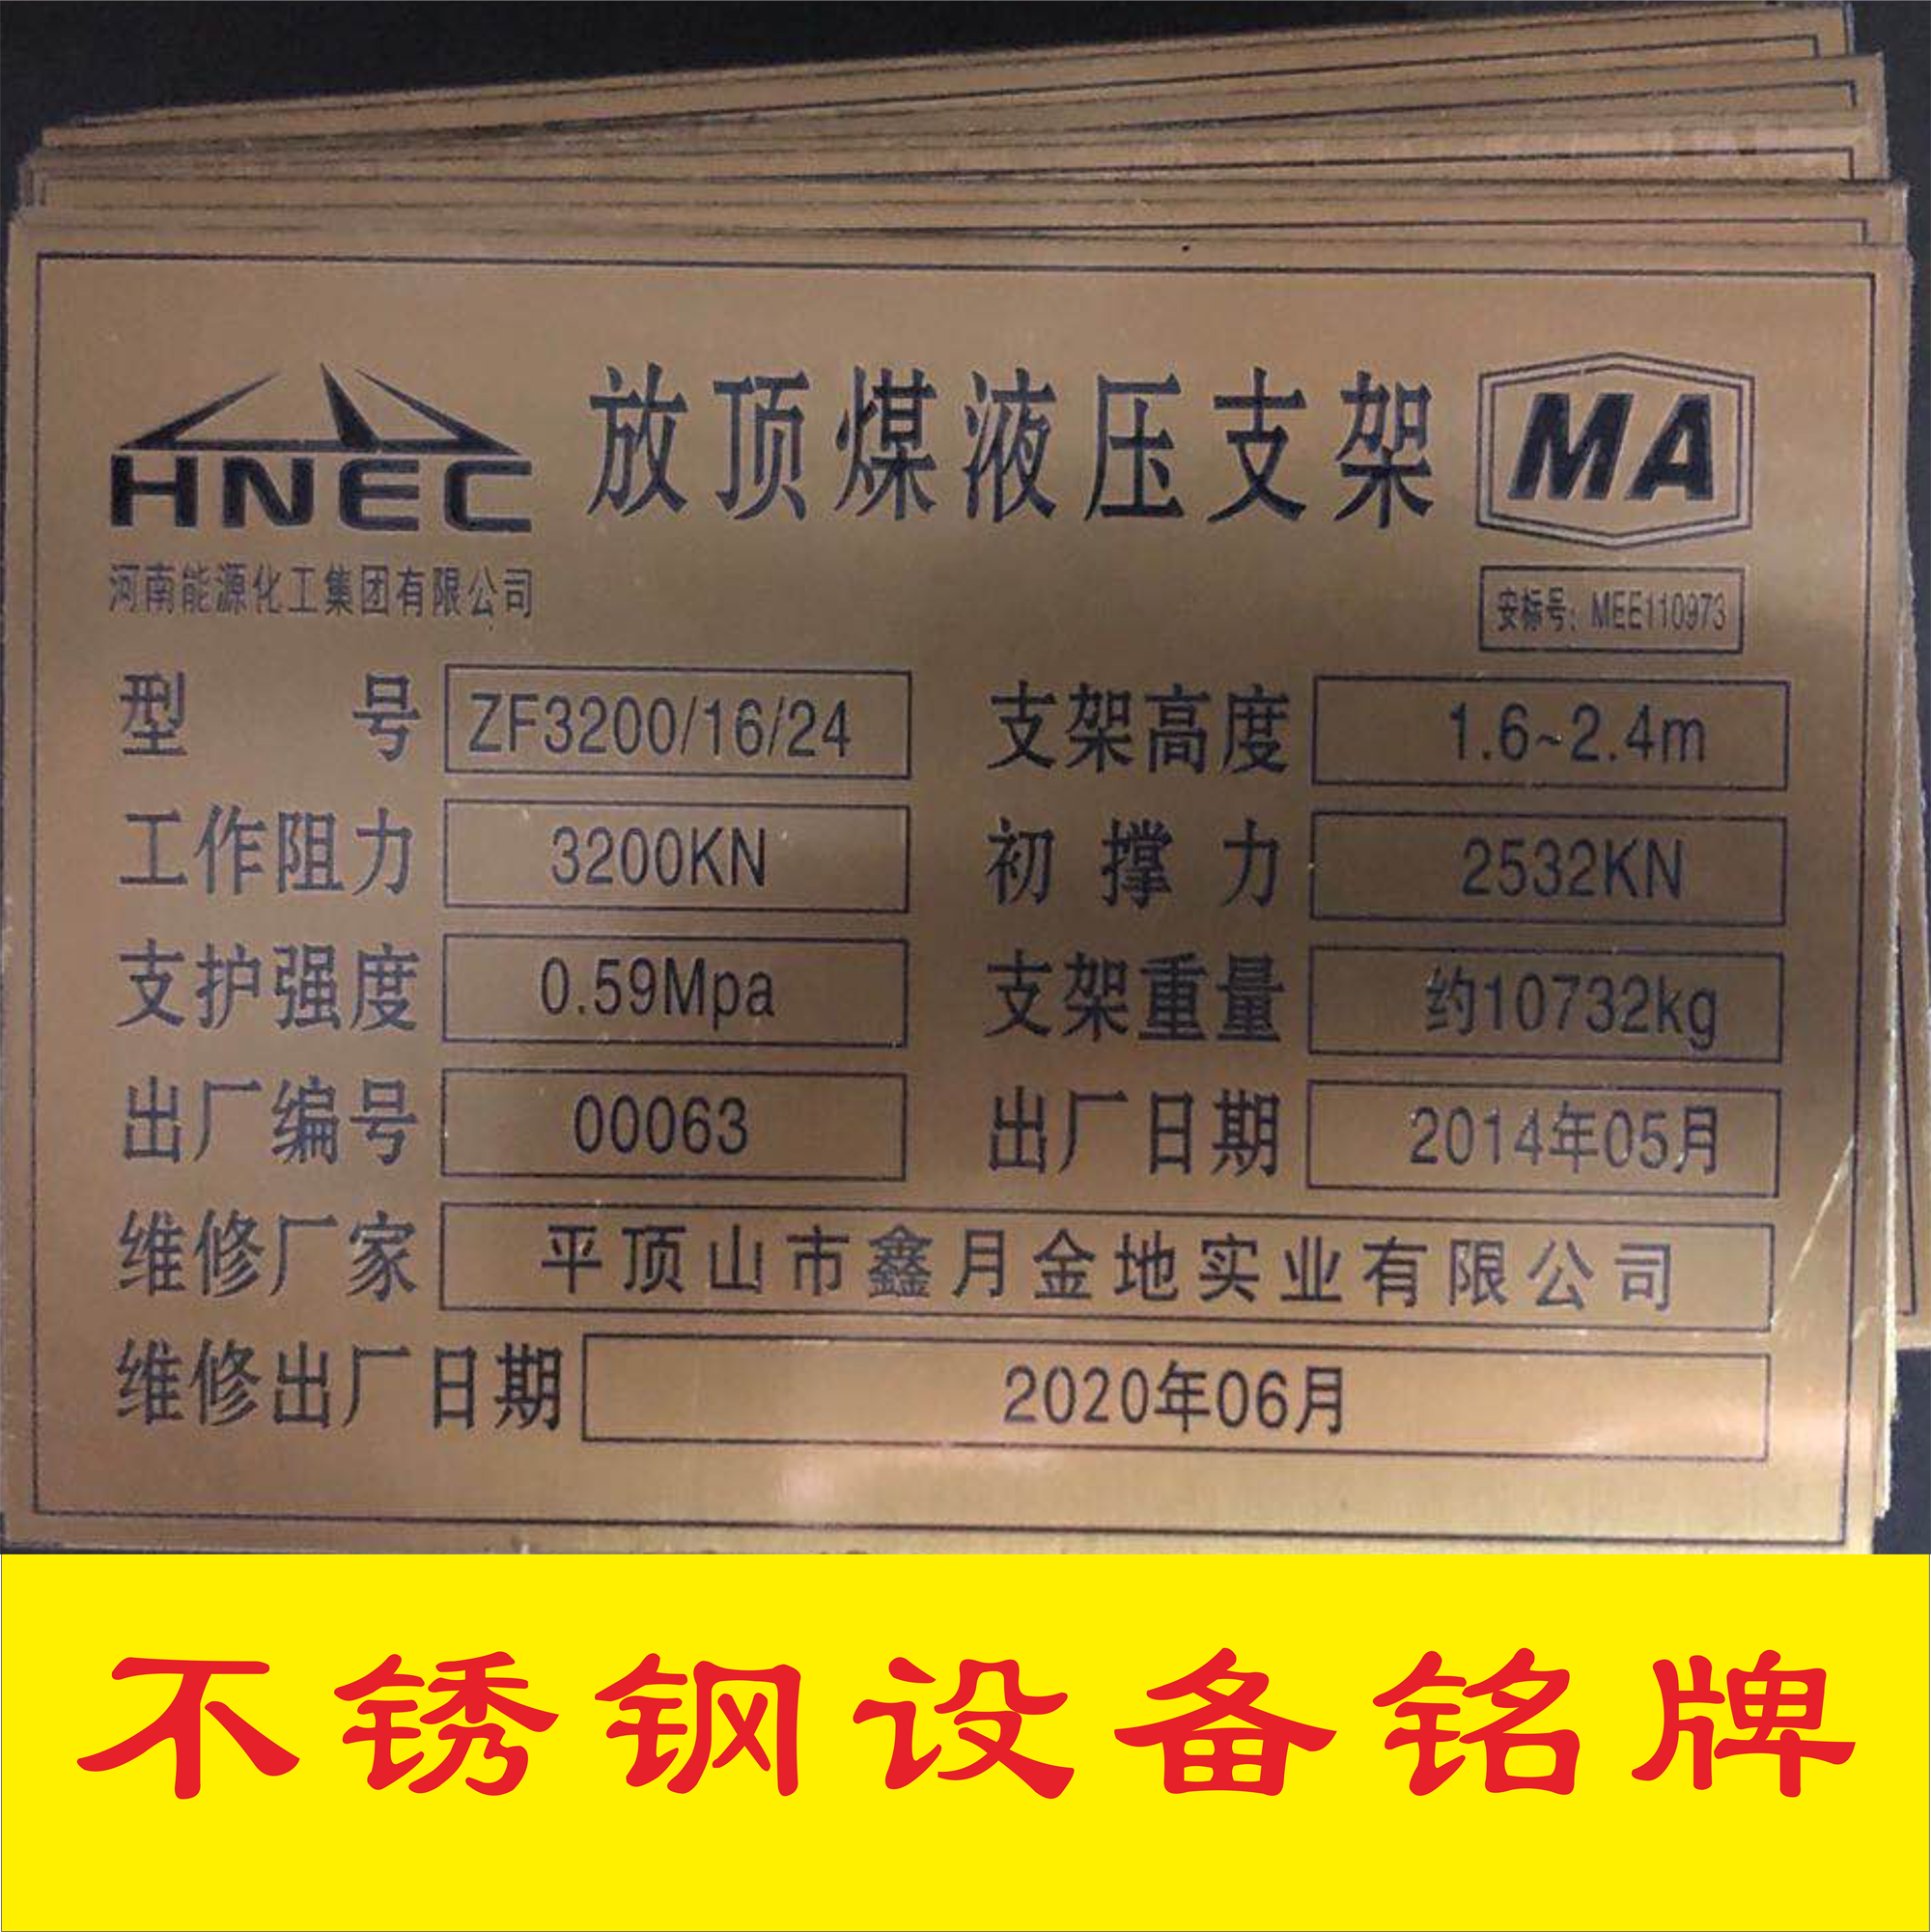 HNEC 放顶煤液压支架 MA
河南能源化工集团有限公司
安标号：MEE110973
型号 ZF3200/16/24 支架高度 1.6~2.4m
工作阻力 3200KN 初撑力 2532KN
支护强度 0.59Mpa 支架重量 约10732kg
出厂编号 00063 出厂日期 2014年05月
维修厂家 平顶山市鑫月金地实业有限公司
维修出厂日期 2020年06月
不锈钢设备铭牌